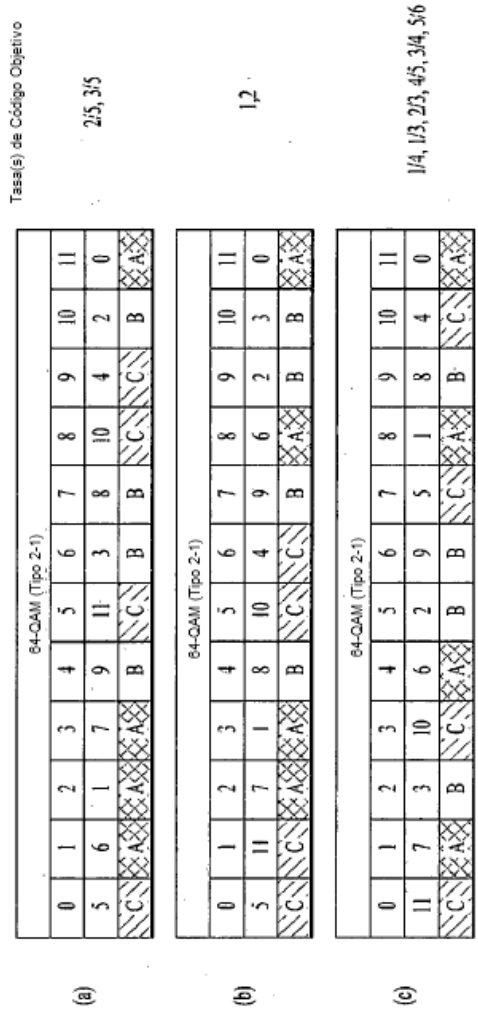 Tasa(s) de Código Objetivo
64-QAM (Tipo 2-1)
(a)
0 1 2 3 4 5 6 7 8 9 10 11
5 6 1 7 9 11 3 8 10 4 2 0
C A A A B C B B C C B A
2/5, 3/5
64-QAM (Tipo 2-1)
(b)
0 1 2 3 4 5 6 7 8 9 10 11
5 11 7 1 8 10 4 9 6 2 3 0
C C A A B C C B A B B A
1,2
64-QAM (Tipo 2-1)
(c)
0 1 2 3 4 5 6 7 8 9 10 11
11 7 3 10 6 2 9 5 1 8 4 0
C A B C A B B C A B C A
1/4, 1/3, 2/3, 4/5, 3/4, 5/6